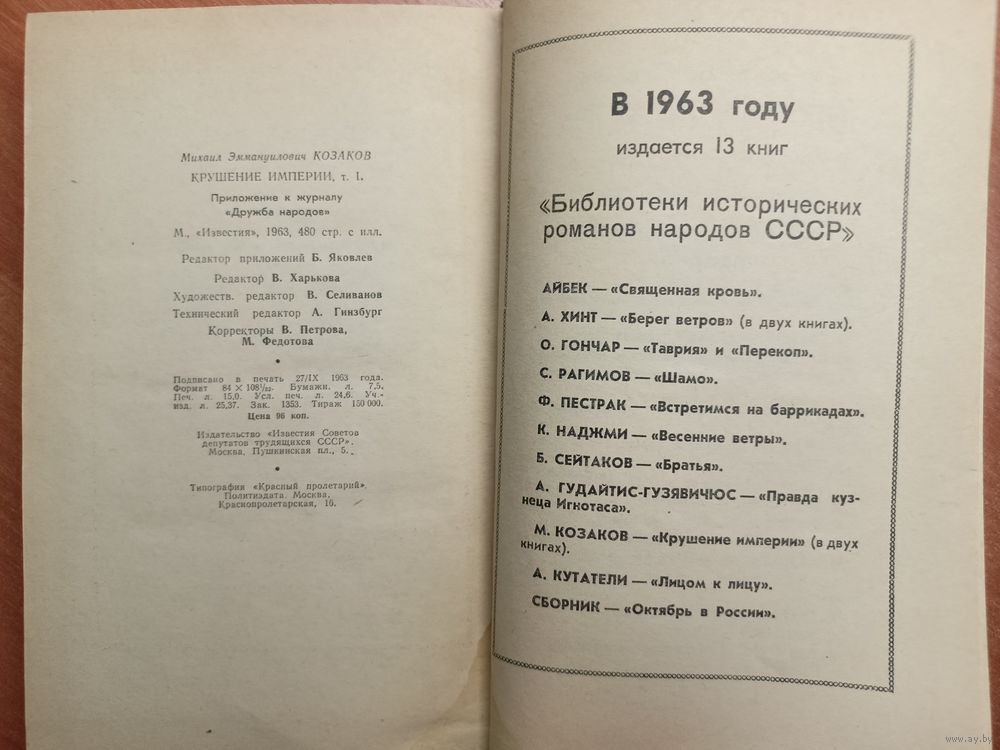 Михаил Эммануилович КОЗАКОВ
КРУШЕНИЕ ИМПЕРИИ, т. 1.
Приложение к журналу
«Дружба народов»
М., «Известия», 1963, 480 стр. с илл.
Редактор приложений Б. Яковлев
Редактор В. Харькова
Художеств. редактор В. Селиванов
Технический редактор А. Гинзбург
Корректоры В. Петрова,
М. Федотова
•
Подписано в печать 27/IX 1963 года.
Формат 84 × 108¹/₃₂. Бумажн. л. 7,5.
Печ. л. 15,0. Усл. печ. л. 24,6. Уч.-
изд. л. 25,37. Зак. 1353. Тираж 150 000.
Цена 96 коп.
Издательство «Известия Советов
депутатов трудящихся СССР».
Москва, Пушкинская пл., 5.
•
Типография «Красный пролетарий».
Политиздата. Москва,
Краснопролетарская, 16.
В 1963 году
издается 13 книг
«Библиотеки исторических
романов народов СССР»
АЙБЕК — «Священная кровь».
А. ХИНТ — «Берег ветров» (в двух книгах).
О. ГОНЧАР — «Таврия» и «Перекоп».
С. РАГИМОВ — «Шамо».
Ф. ПЕСТРАК — «Встретимся на баррикадах».
К. НАДЖМИ — «Весенние ветры».
Б. СЕЙТАКОВ — «Братья».
А. ГУДАЙТИС-ГУЗЯВИЧЮС — «Правда куз-
неца Игнотаса».
М. КОЗАКОВ — «Крушение империи» (в двух
книгах).
А. КУТАТЕЛИ — «Лицом к лицу».
СБОРНИК — «Октябрь в России».
www.ay.by